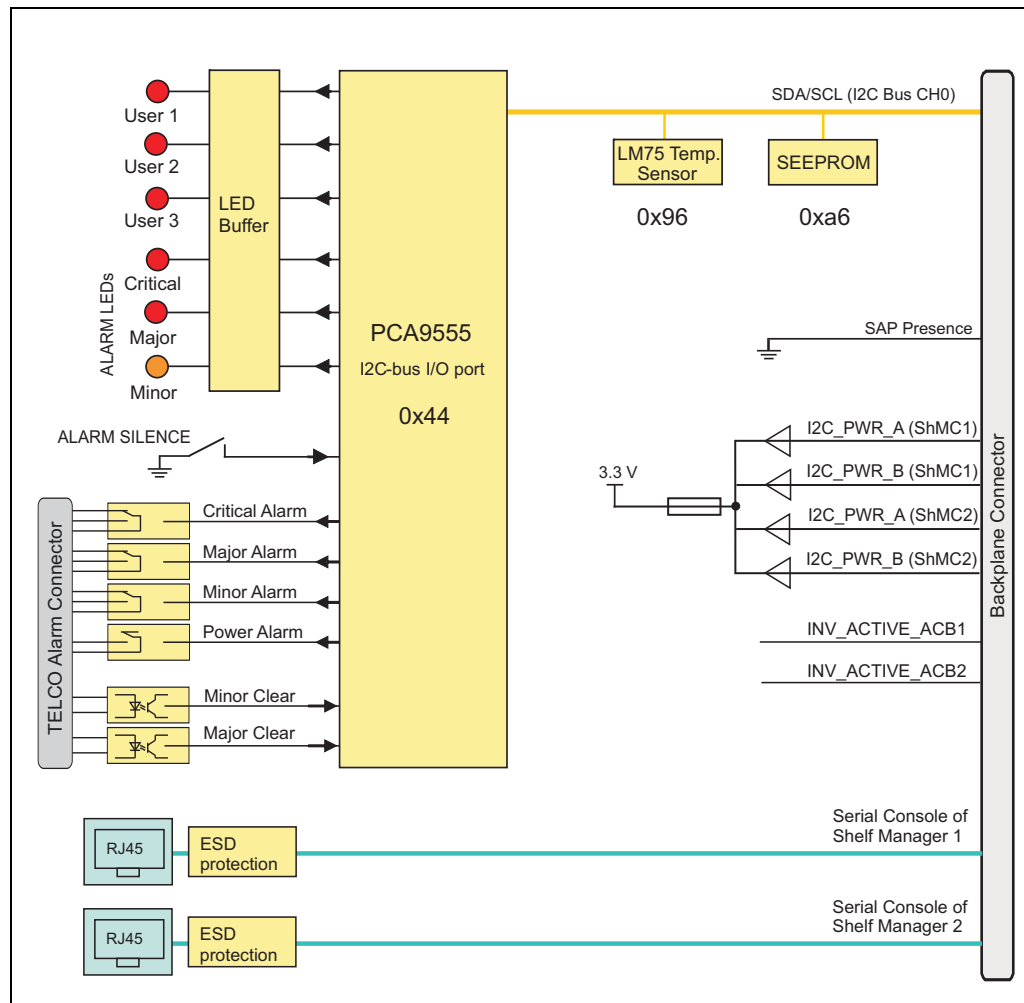 SDA/SCL (I2C Bus CH0)
User 1
User 2
User 3
Critical
Major
Minor
ALARM LEDs
LED
Buffer
PCA9555
I2C-bus I/O port
0x44
LM75 Temp.
Sensor
0x96
SEEPROM
0xa6
SAP Presence
ALARM SILENCE
3.3 V
I2C_PWR_A (ShMC1)
I2C_PWR_B (ShMC1)
I2C_PWR_A (ShMC2)
I2C_PWR_B (ShMC2)
INV_ACTIVE_ACB1
INV_ACTIVE_ACB2
Backplane Connector
TELCO Alarm Connector
Critical Alarm
Major Alarm
Minor Alarm
Power Alarm
Minor Clear
Major Clear
RJ45
ESD
protection
Serial Console of
Shelf Manager 1
RJ45
ESD
protection
Serial Console of
Shelf Manager 2